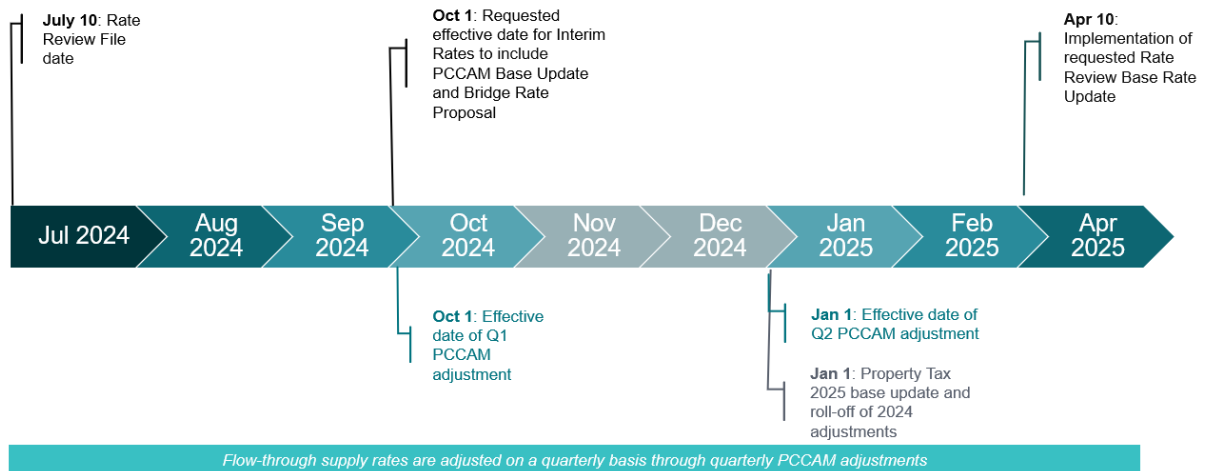 July 10: Rate
Review File
date
Oct 1: Requested
effective date for Interim
Rates to include
PCCAM Base Update
and Bridge Rate
Proposal
Apr 10:
Implementation of
requested Rate
Review Base Rate
Update
Jul 2024
Aug
2024
Sep
2024
Oct
2024
Nov
2024
Dec
2024
Jan
2025
Feb
2025
Apr
2025
Oct 1: Effective
date of Q1
PCCAM
adjustment
Jan 1: Effective date of
Q2 PCCAM adjustment
Jan 1: Property Tax
2025 base update and
roll-off of 2024
adjustments
Flow-through supply rates are adjusted on a quarterly basis through quarterly PCCAM adjustments